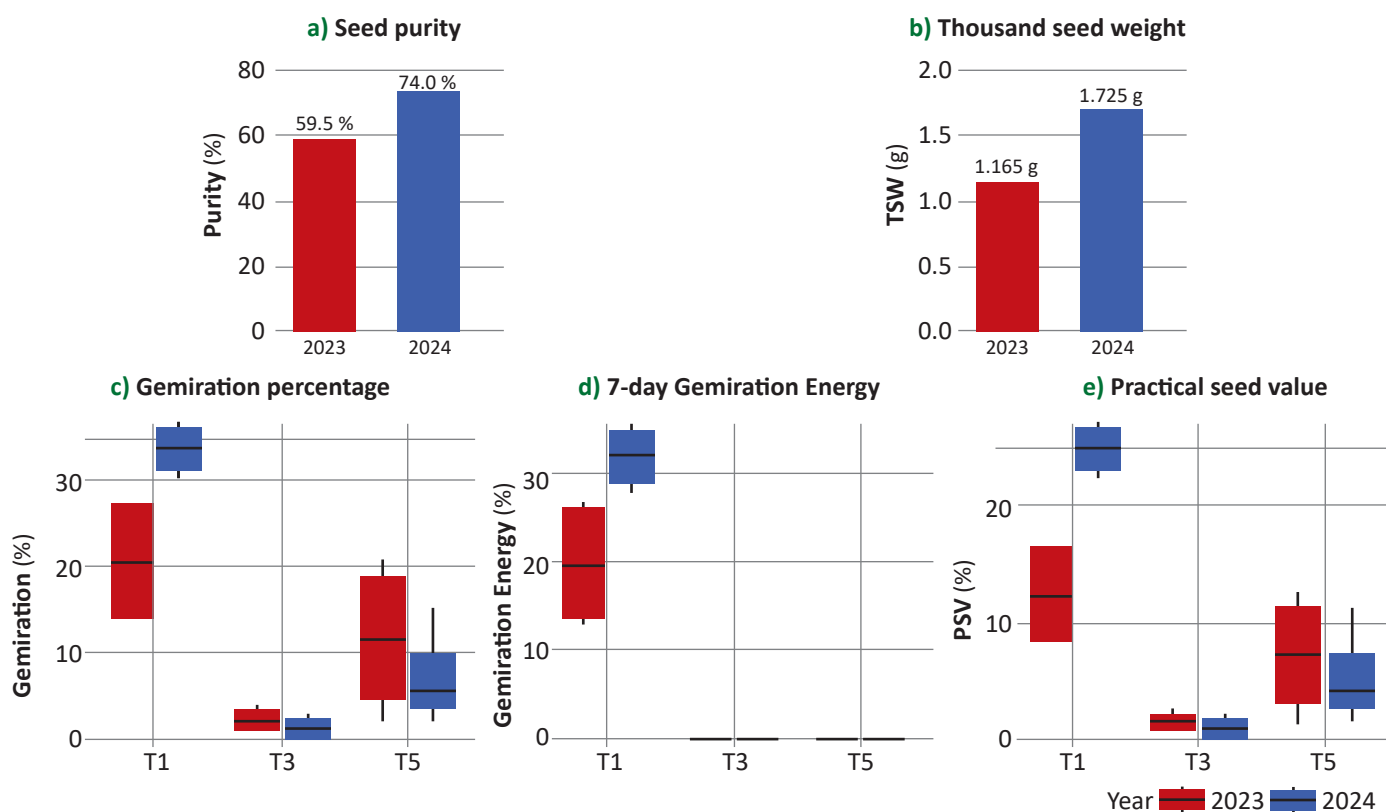 a) Seed purity
80
60
40
20
0
Purity (%)
59.5 %
74.0 %
2023
2024
b) Thousand seed weight
2.0
1.5
1.0
0.5
0.0
TSW (g)
1.165 g
1.725 g
2023
2024
c) Gemiration percentage
30
20
10
0
Gemiration (%)
T1
T3
T5
d) 7-day Gemiration Energy
30
20
10
0
Gemiration Energy (%)
T1
T3
T5
e) Practical seed value
20
10
0
PSV (%)
T1
T3
T5
Year 2023 2024